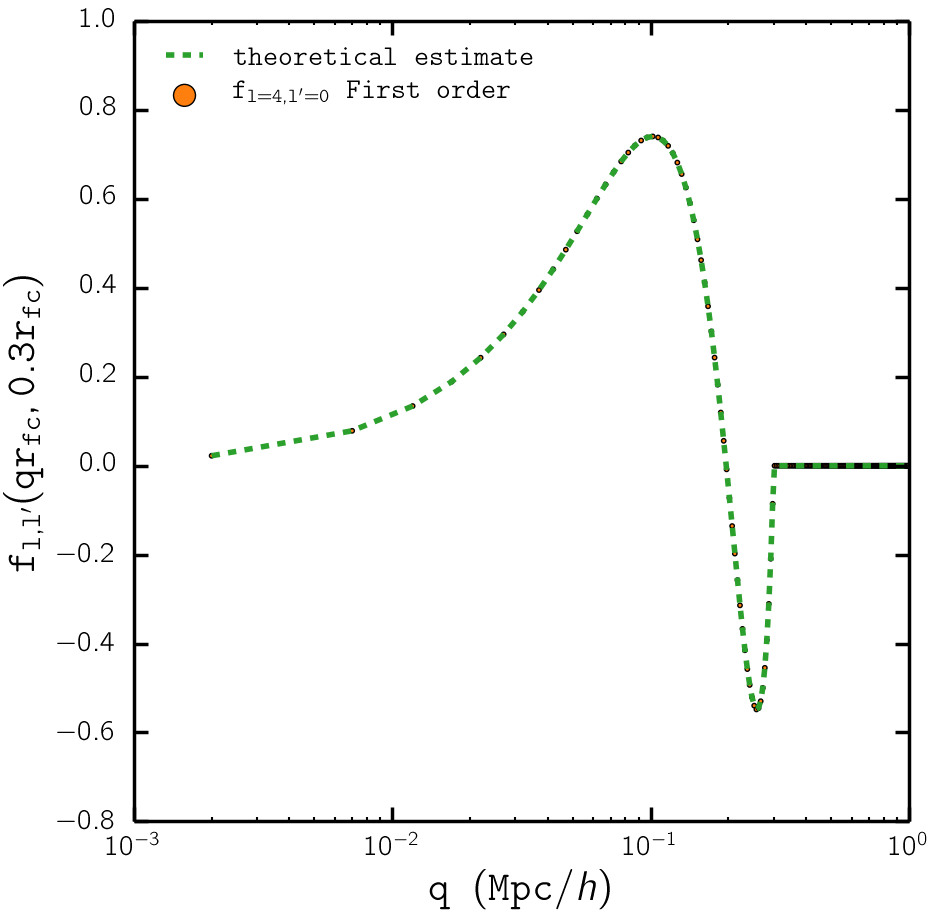 1.0
0.8
0.6
0.4
0.2
0.0
−0.2
−0.4
−0.6
−0.8
f_{l,l'}(qr_{fc}, 0.3r_{fc})
theoretical estimate
f_{l=4,l'=0} First order
10^{−3} 10^{−2} 10^{−1} 10^{0}
q (Mpc/h)